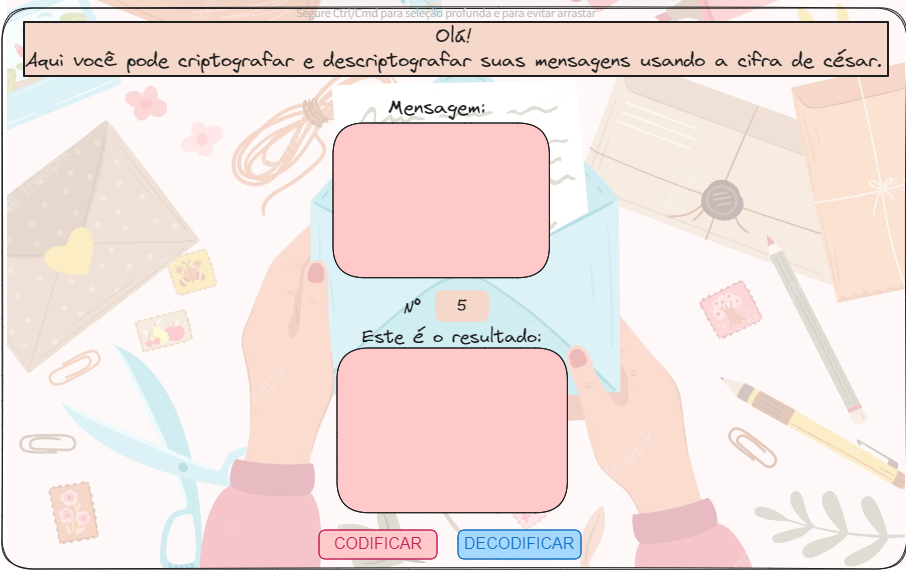 Segure Ctrl/Cmd para seleção profunda e para evitar arrastar
Olá!
Aqui você pode criptografar e descriptografar suas mensagens usando a cifra de césar.
Mensagem:
Nº 5
Este é o resultado:
CODIFICAR DECODIFICAR